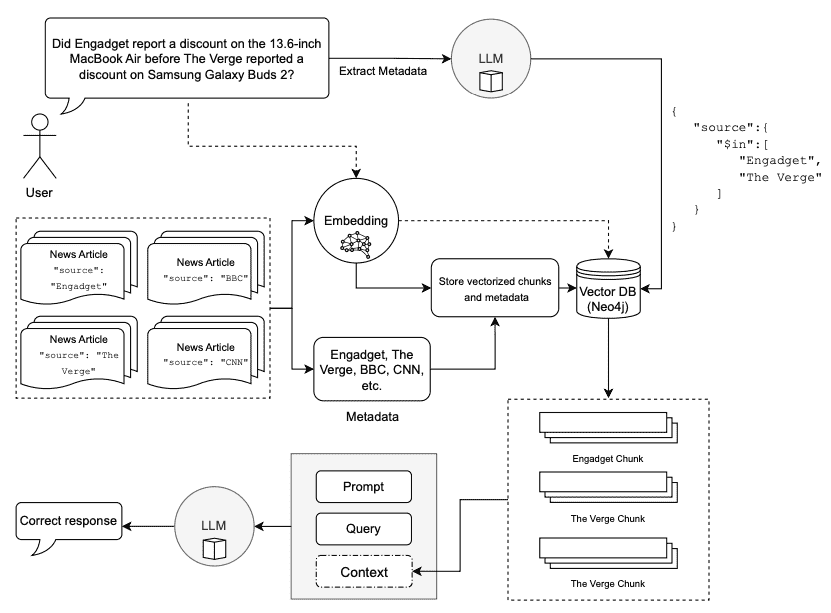 Did Engadget report a discount on the 13.6-inch
MacBook Air before The Verge reported a
discount on Samsung Galaxy Buds 2?
Extract Metadata
LLM
{
"source":{
"$in":[
"Engadget",
"The Verge"
]
}
}
User
Embedding
News Article
"source":
"Engadget"
News Article
"source": "BBC"
News Article
"source": "The
Verge"
News Article
"source": "CNN"
Store vectorized chunks
and metadata
Vector DB
(Neo4j)
Engadget, The
Verge, BBC, CNN,
etc.
Metadata
Engadget Chunk
The Verge Chunk
The Verge Chunk
Prompt
Query
Context
LLM
Correct response